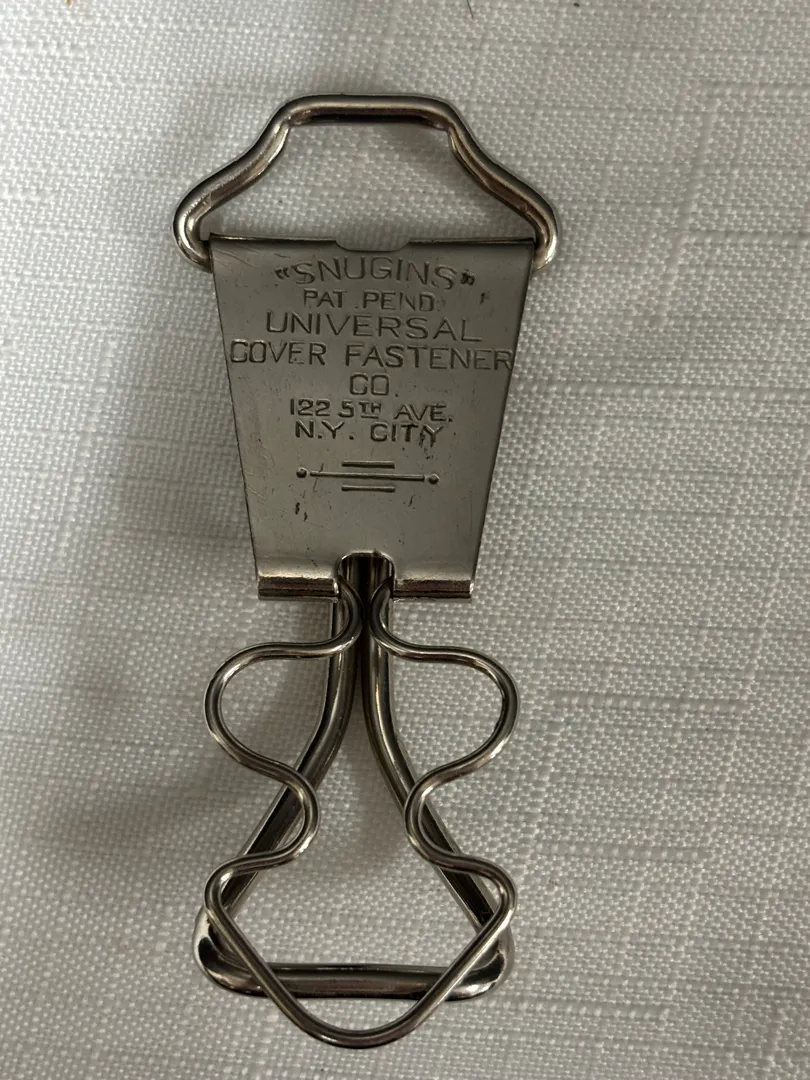 "SNUGINS"
PAT. PEND.
UNIVERSAL
COVER FASTENER
CO.
122 5TH AVE.
N.Y. CITY